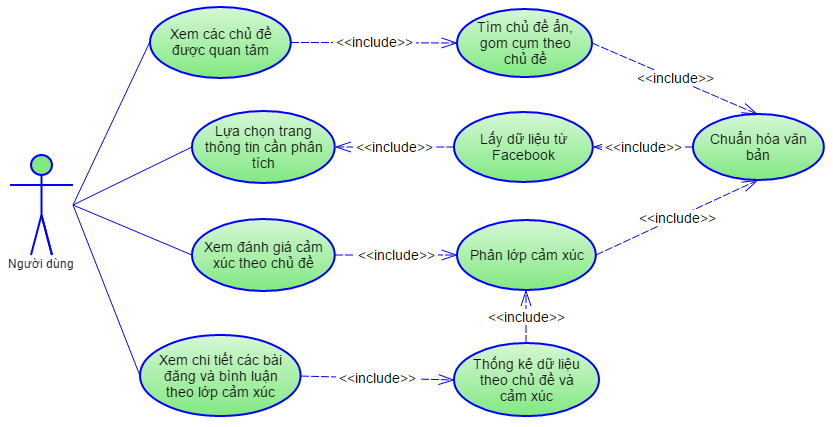 Xem các chủ đề
được quan tâm
<<include>>
Tìm chủ đề ẩn,
gom cụm theo
chủ đề
<<include>>
Lựa chọn trang
thông tin cần phân
tích
<<include>>
Lấy dữ liệu từ
Facebook
<<include>>
Chuẩn hóa văn
bản
<<include>>
Người dùng
Xem đánh giá cảm
xúc theo chủ đề
<<include>>
Phân lớp cảm xúc
<<include>>
Xem chi tiết các bài
đăng và bình luận
theo lớp cảm xúc
<<include>>
Thống kê dữ liệu
theo chủ đề và
cảm xúc